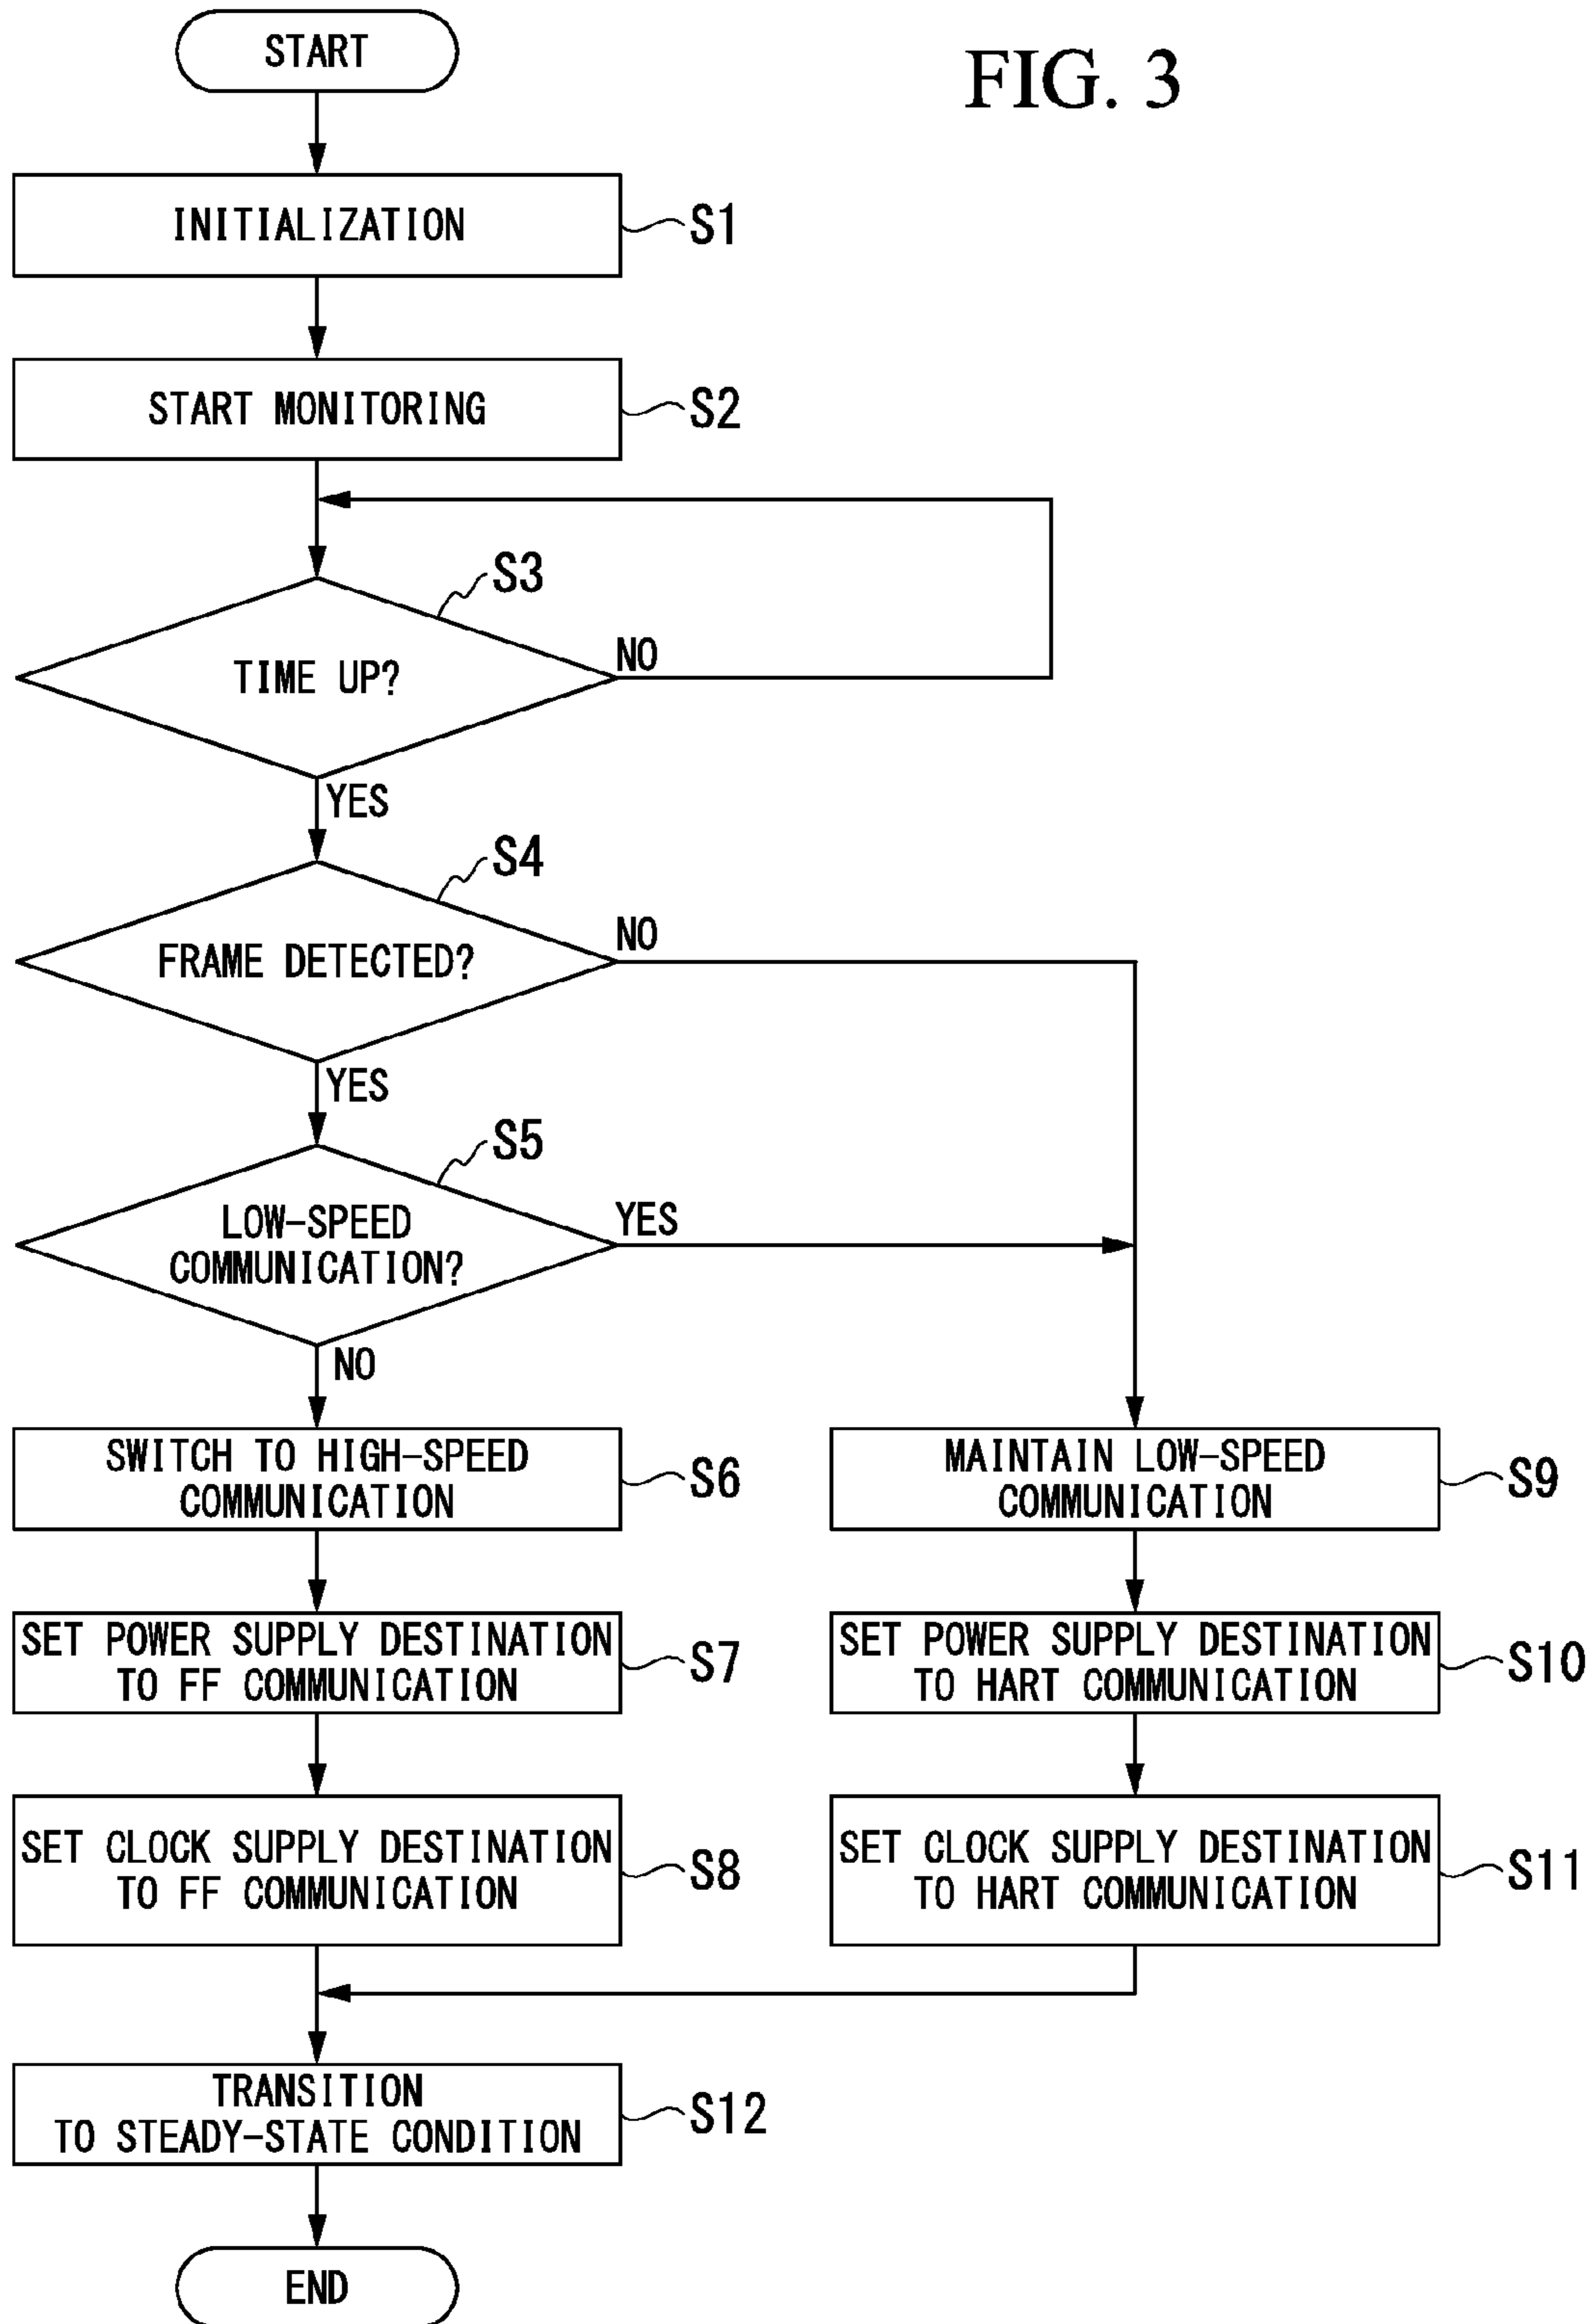 START
FIG. 3
INITIALIZATION
S1
START MONITORING
S2
S3
TIME UP?
NO
YES
S4
FRAME DETECTED?
NO
YES
S5
LOW-SPEED
COMMUNICATION?
YES
NO
SWITCH TO HIGH-SPEED
COMMUNICATION
S6
MAINTAIN LOW-SPEED
COMMUNICATION
S9
SET POWER SUPPLY DESTINATION
TO FF COMMUNICATION
S7
SET POWER SUPPLY DESTINATION
TO HART COMMUNICATION
S10
SET CLOCK SUPPLY DESTINATION
TO FF COMMUNICATION
S8
SET CLOCK SUPPLY DESTINATION
TO HART COMMUNICATION
S11
TRANSITION
TO STEADY-STATE CONDITION
S12
END